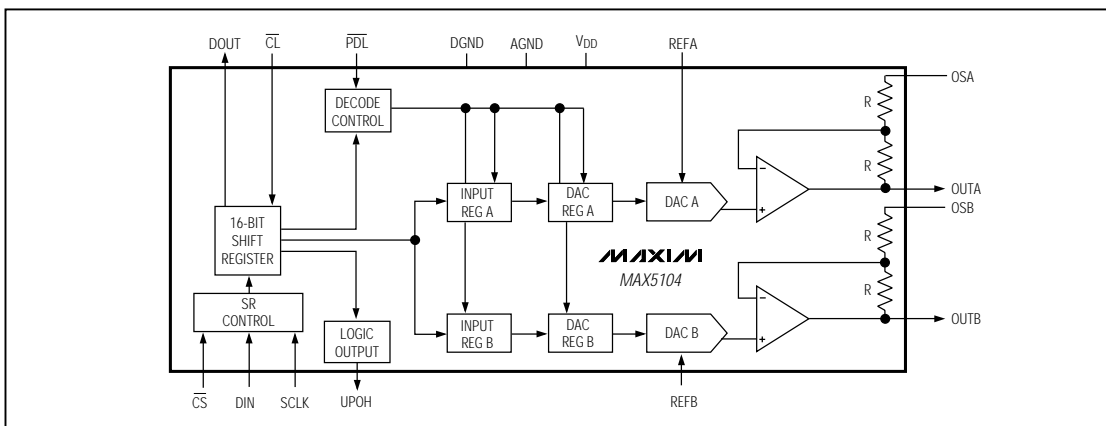 DOUT
CL
PDL
DGND
AGND
VDD
REFA
OSA
R
DECODE
CONTROL
R
INPUT
REG A
DAC
REG A
DAC A
−
+
OUTA
OSB
16-BIT
SHIFT
REGISTER
MAXIM
MAX5104
R
R
SR
CONTROL
LOGIC
OUTPUT
INPUT
REG B
DAC
REG B
DAC B
−
+
OUTB
CS
DIN
SCLK
UPOH
REFB